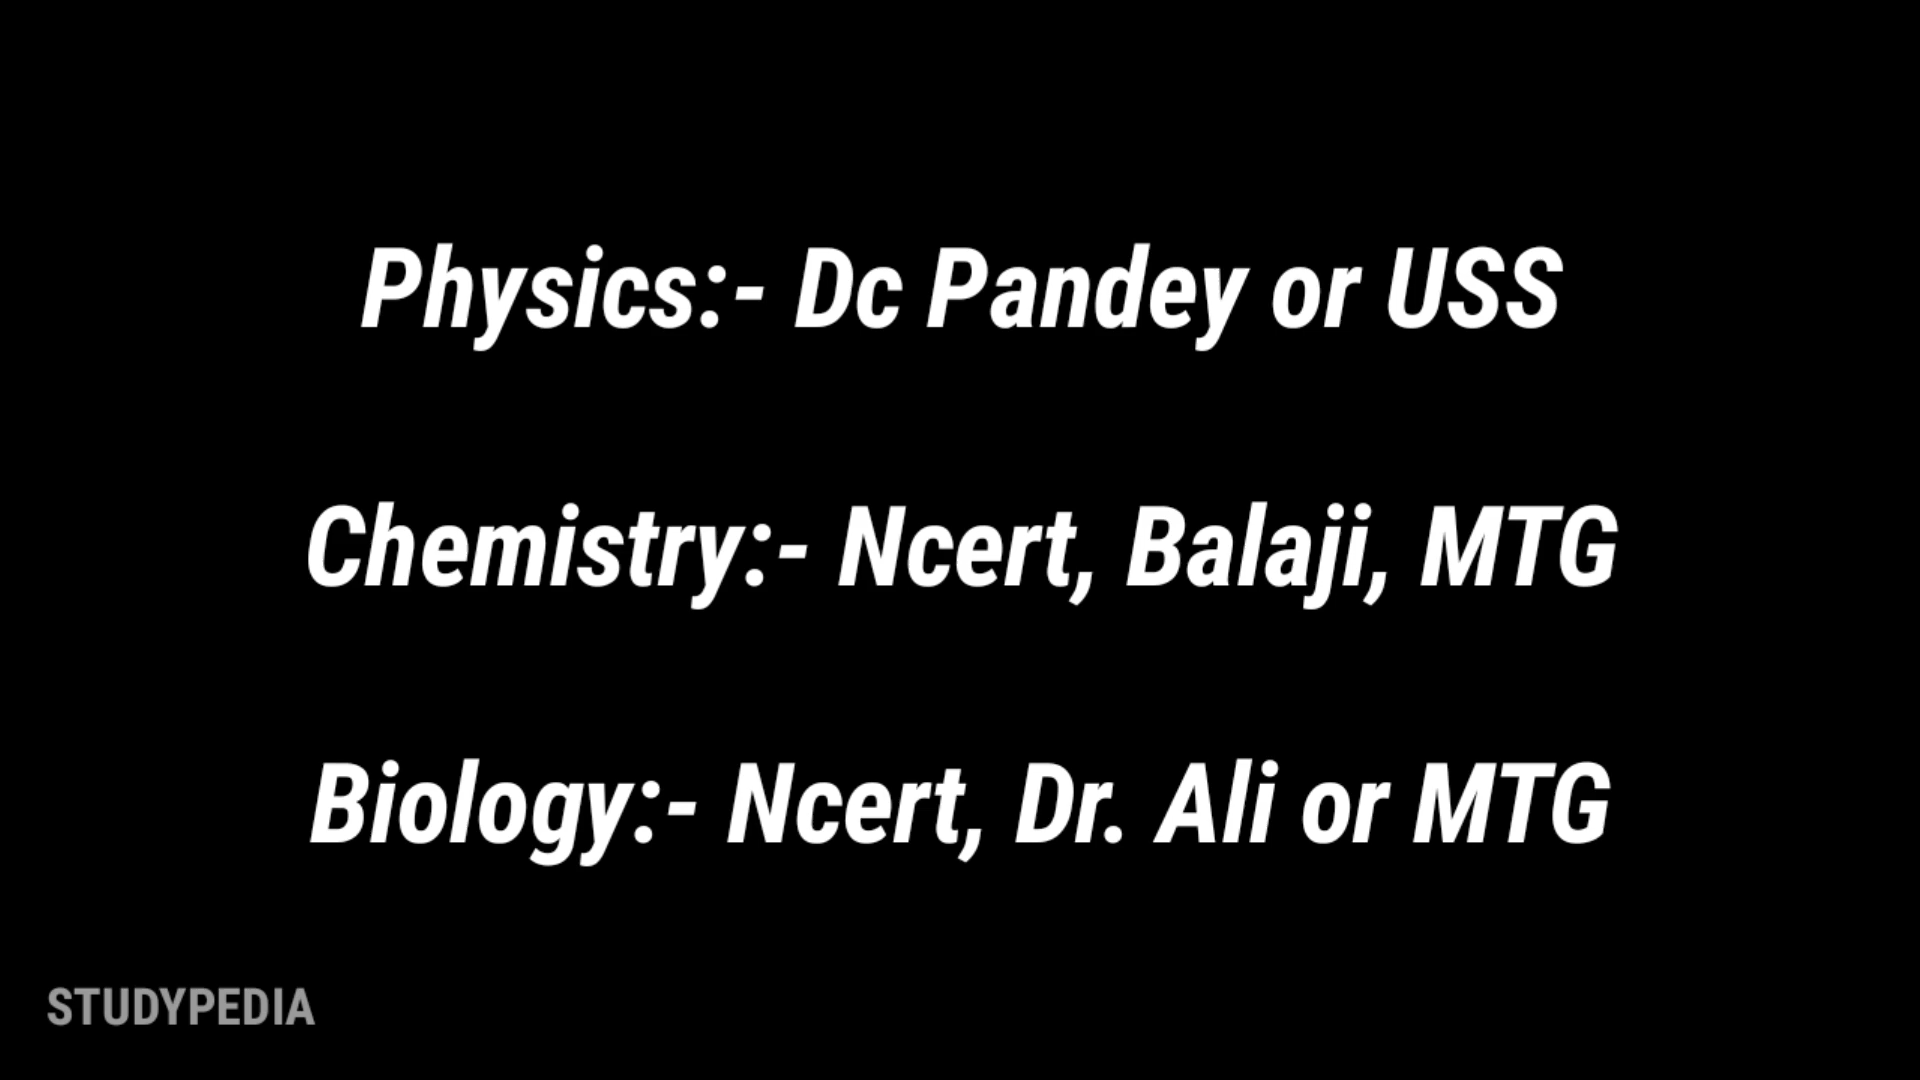 Physics:- Dc Pandey or USS
Chemistry:- Ncert, Balaji, MTG
Biology:- Ncert, Dr. Ali or MTG
STUDYPEDIA